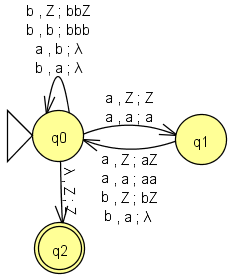 b , Z ; bbZ
b , b ; bbb
a , b ; λ
b , a ; λ
a , Z ; Z
a , a ; a
q0
q1
a , Z ; aZ
a , a ; aa
b , Z ; bZ
b , a ; λ
λ , Z ; Z
q2